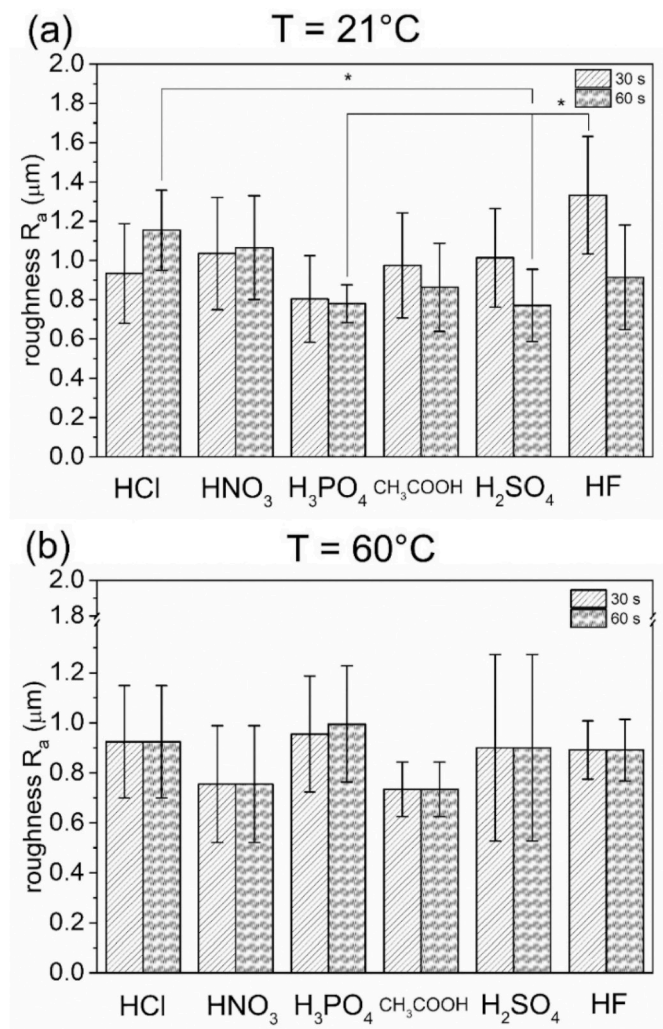 (a) T = 21°C
roughness Rₐ (μm)
2.0
1.8
1.6
1.4
1.2
1.0
0.8
0.6
0.4
0.2
0.0
30 s
60 s
*
*
HCl HNO₃ H₃PO₄ CH₃COOH H₂SO₄ HF
(b) T = 60°C
roughness Rₐ (μm)
2.0
1.8
1.2
1.0
0.8
0.6
0.4
0.2
0.0
30 s
60 s
HCl HNO₃ H₃PO₄ CH₃COOH H₂SO₄ HF